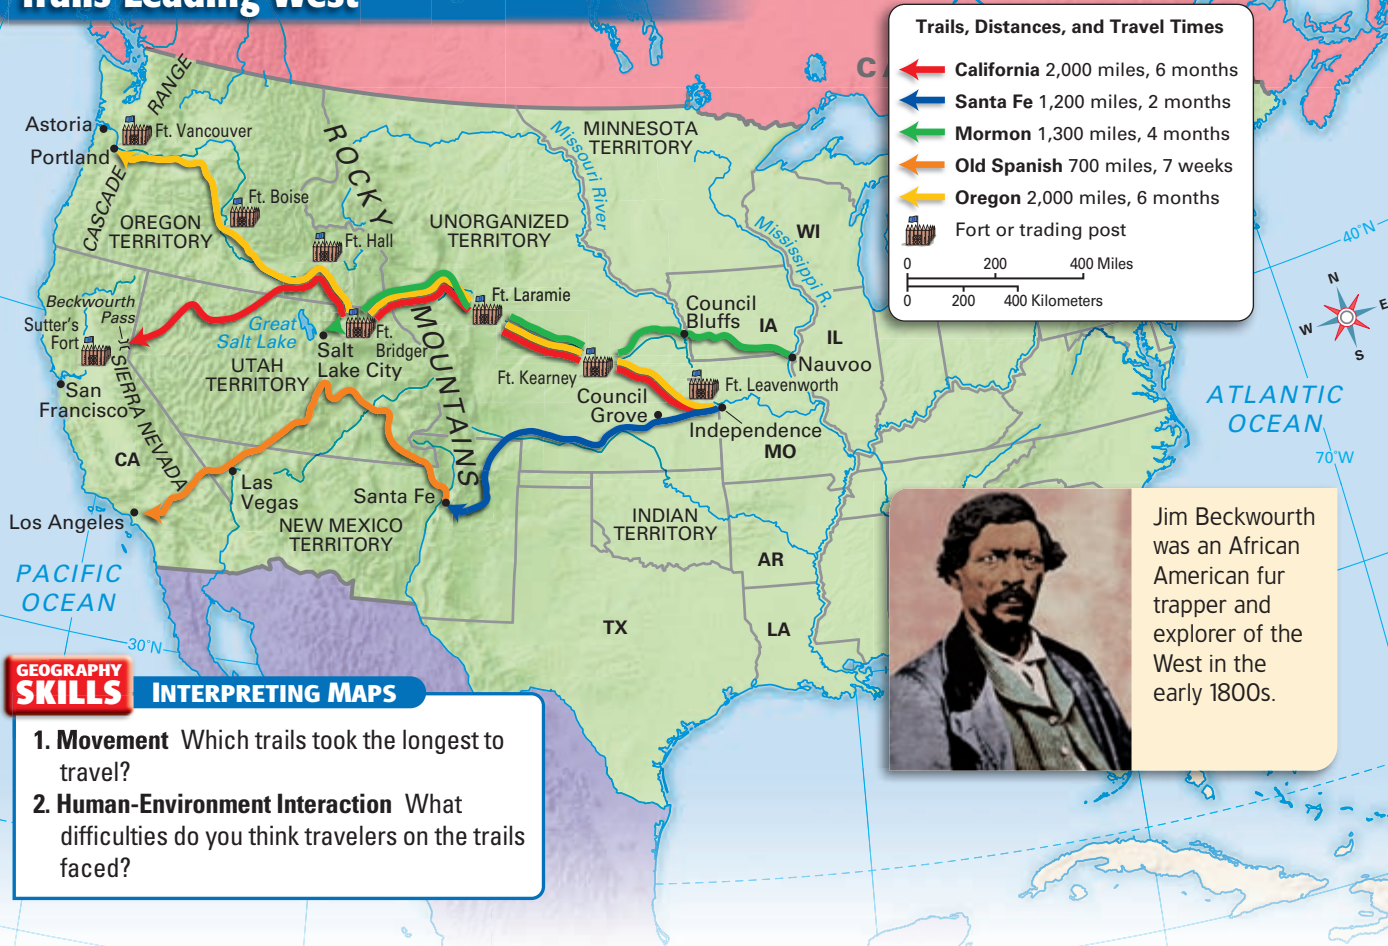 Trails Leading West
Trails, Distances, and Travel Times
California 2,000 miles, 6 months
Santa Fe 1,200 miles, 2 months
Mormon 1,300 miles, 4 months
Old Spanish 700 miles, 7 weeks
Oregon 2,000 miles, 6 months
Fort or trading post
0 200 400 Miles
0 200 400 Kilometers
N
E
S
W
40°N
70°W
30°N
ATLANTIC
OCEAN
PACIFIC
OCEAN
CASCADE
RANGE
ROCKY
MOUNTAINS
SIERRA NEVADA
Astoria
Portland
Ft. Vancouver
Ft. Boise
Ft. Hall
OREGON
TERRITORY
UNORGANIZED
TERRITORY
MINNESOTA
TERRITORY
Missouri River
Mississippi R.
WI
IA
IL
MO
AR
LA
TX
CA
Beckwourth
Pass
Sutter's
Fort
San
Francisco
Great
Salt Lake
Salt
Lake City
Ft.
Bridger
UTAH
TERRITORY
Ft. Laramie
Ft. Kearney
Council
Bluffs
Nauvoo
Ft. Leavenworth
Council
Grove
Independence
Las
Vegas
Los Angeles
Santa Fe
NEW MEXICO
TERRITORY
INDIAN
TERRITORY
Jim Beckwourth
was an African
American fur
trapper and
explorer of the
West in the
early 1800s.
GEOGRAPHY
SKILLS
INTERPRETING MAPS
1. Movement Which trails took the longest to
travel?
2. Human-Environment Interaction What
difficulties do you think travelers on the trails
faced?